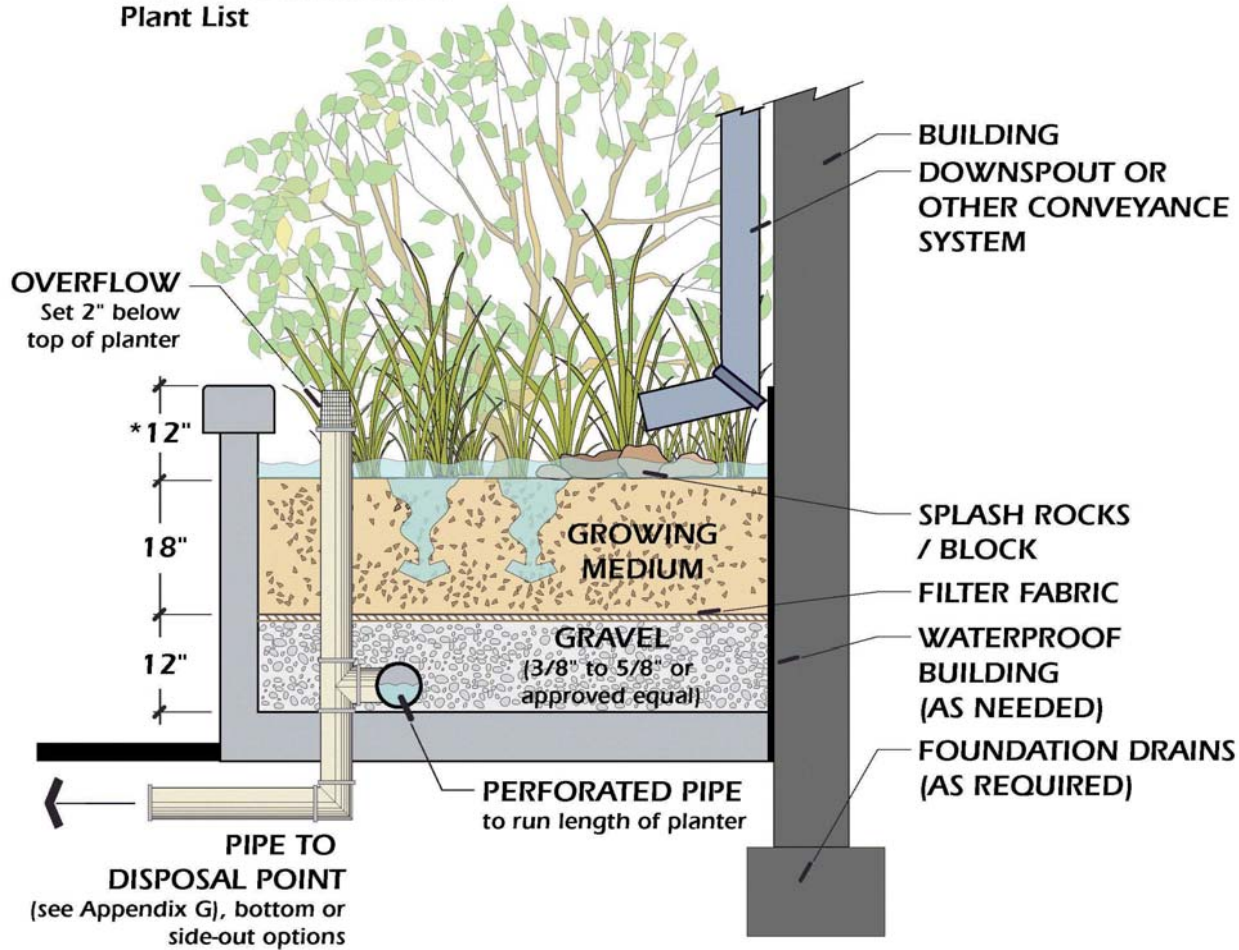 Plant List
BUILDING
DOWNSPOUT OR
OTHER CONVEYANCE
SYSTEM
OVERFLOW
Set 2" below
top of planter
*12"
18"
12"
GROWING
MEDIUM
GRAVEL
(3/8" to 5/8" or
approved equal)
SPLASH ROCKS
/ BLOCK
FILTER FABRIC
WATERPROOF
BUILDING
(AS NEEDED)
FOUNDATION DRAINS
(AS REQUIRED)
PERFORATED PIPE
to run length of planter
PIPE TO
DISPOSAL POINT
(see Appendix G), bottom or
side-out options